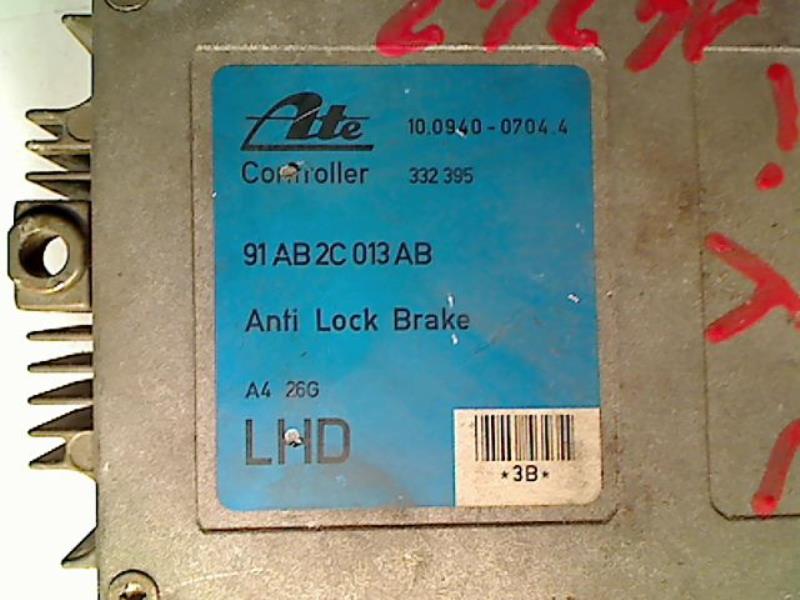 Ate 10.0940-0704.4
Controller 332 395
91 AB 2C 013 AB
Anti Lock Brake
A4 26G
LHD
*3B*